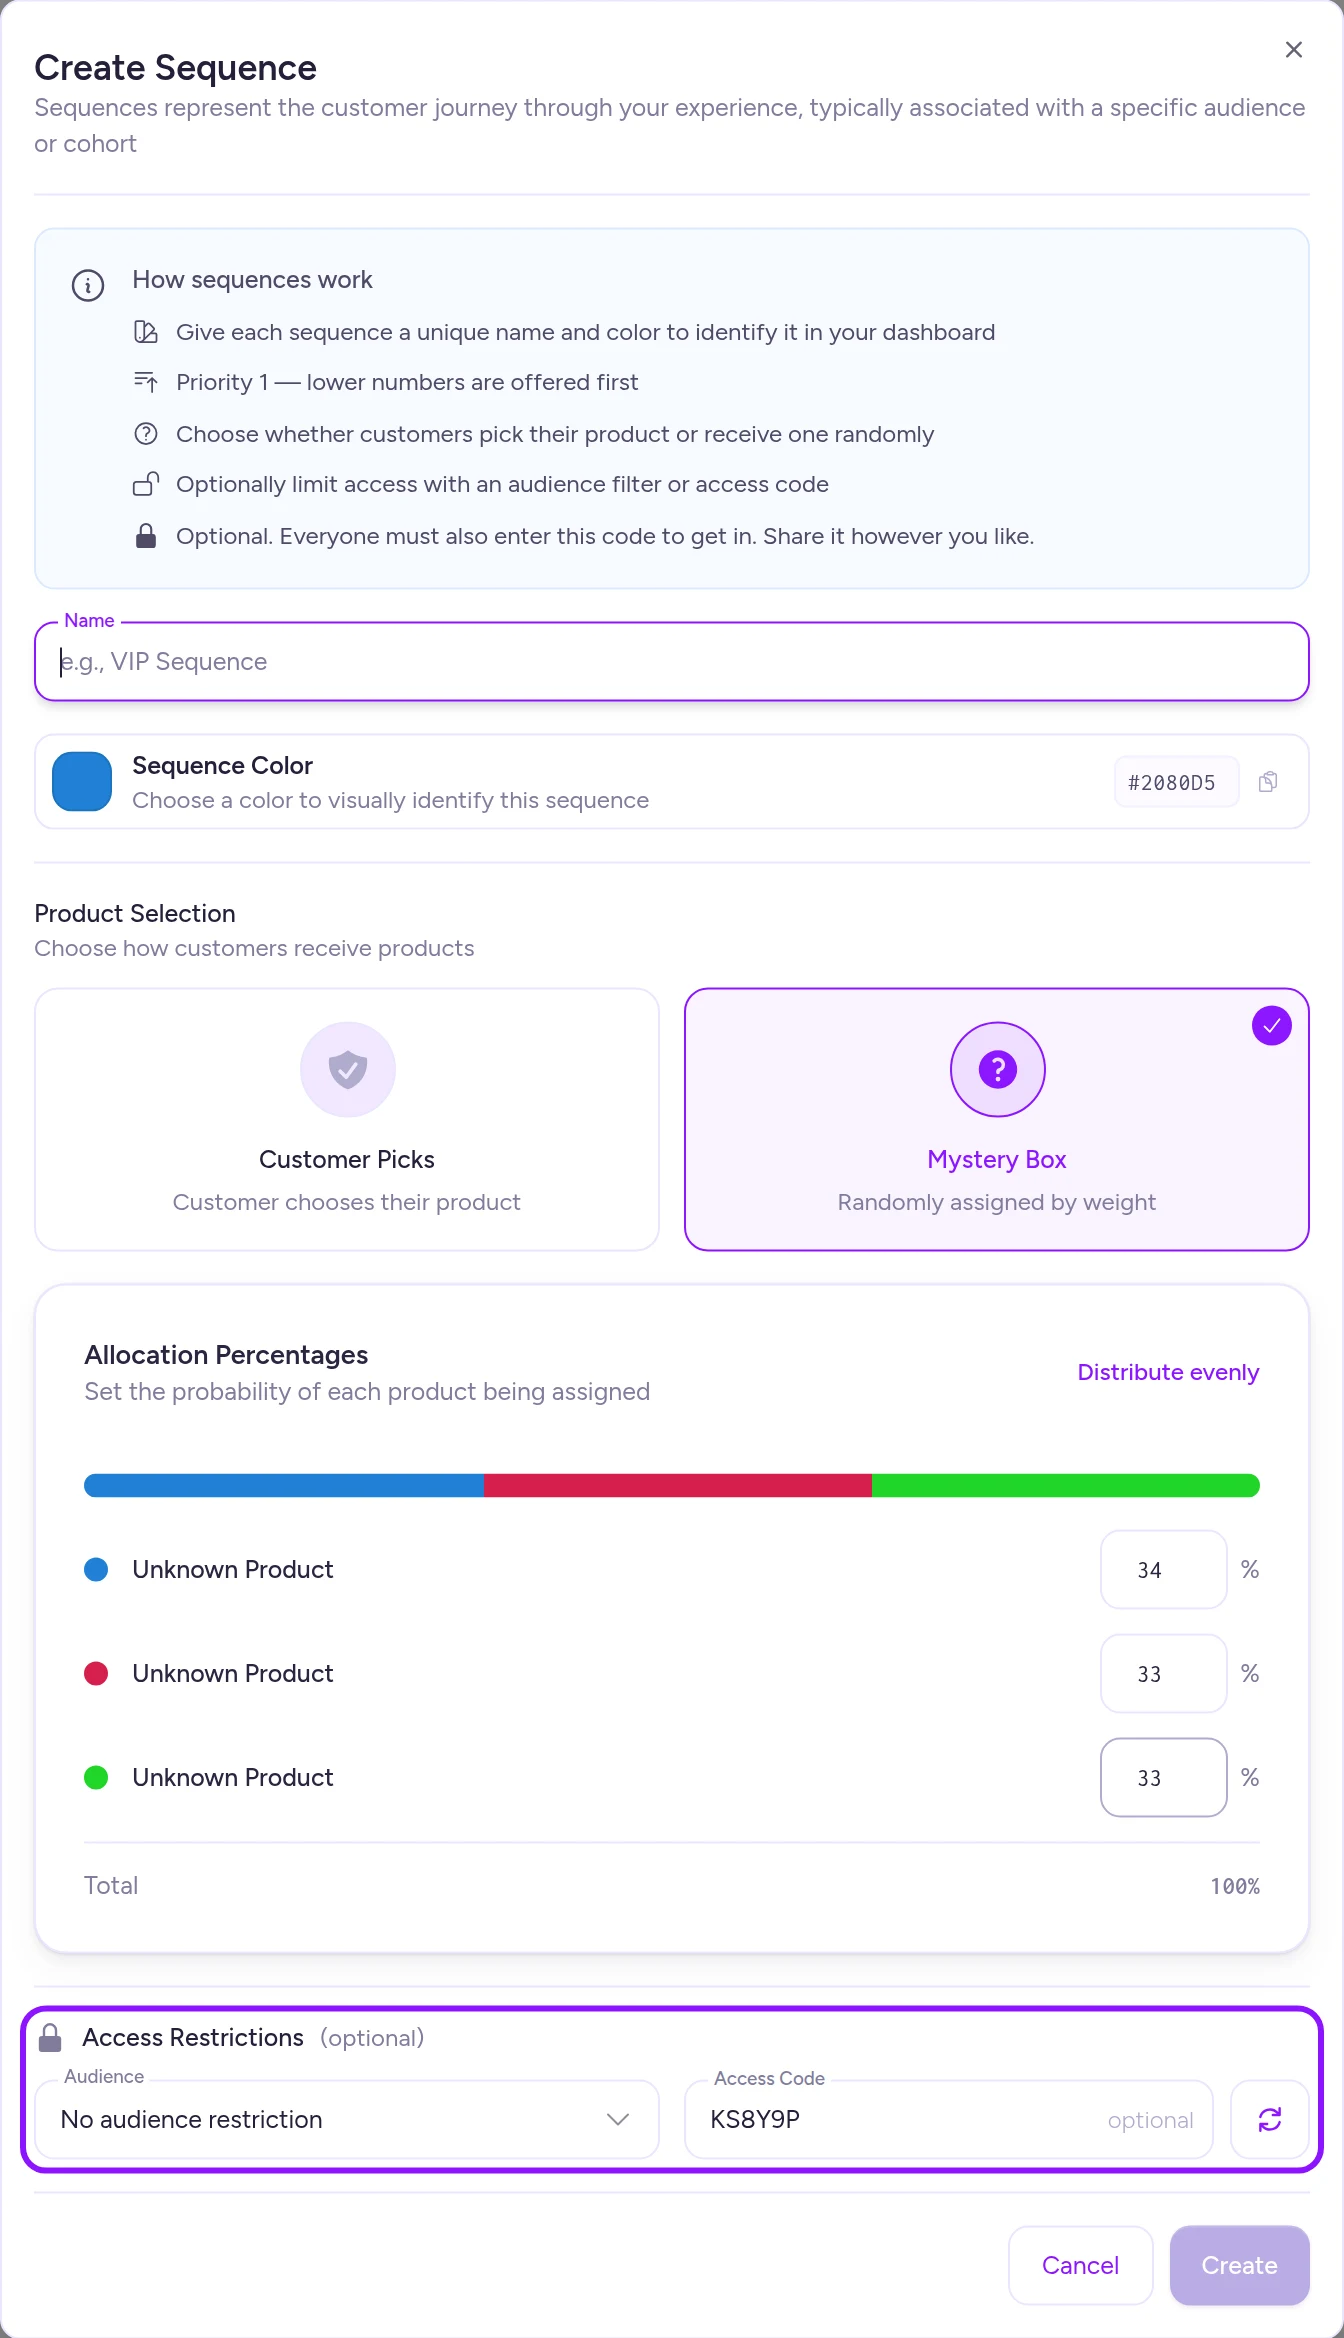 Create Sequence
Sequences represent the customer journey through your experience, typically associated with a specific audience
or cohort
How sequences work
Give each sequence a unique name and color to identify it in your dashboard
Priority 1 — lower numbers are offered first
Choose whether customers pick their product or receive one randomly
Optionally limit access with an audience filter or access code
Optional. Everyone must also enter this code to get in. Share it however you like.
Name
e.g., VIP Sequence
Sequence Color
Choose a color to visually identify this sequence
#2080D5
Product Selection
Choose how customers receive products
Customer Picks
Customer chooses their product
Mystery Box
Randomly assigned by weight
Allocation Percentages
Set the probability of each product being assigned
Distribute evenly
Unknown Product 34 %
Unknown Product 33 %
Unknown Product 33 %
Total 100%
Access Restrictions (optional)
Audience
No audience restriction
Access Code
KS8Y9P optional
Cancel Create